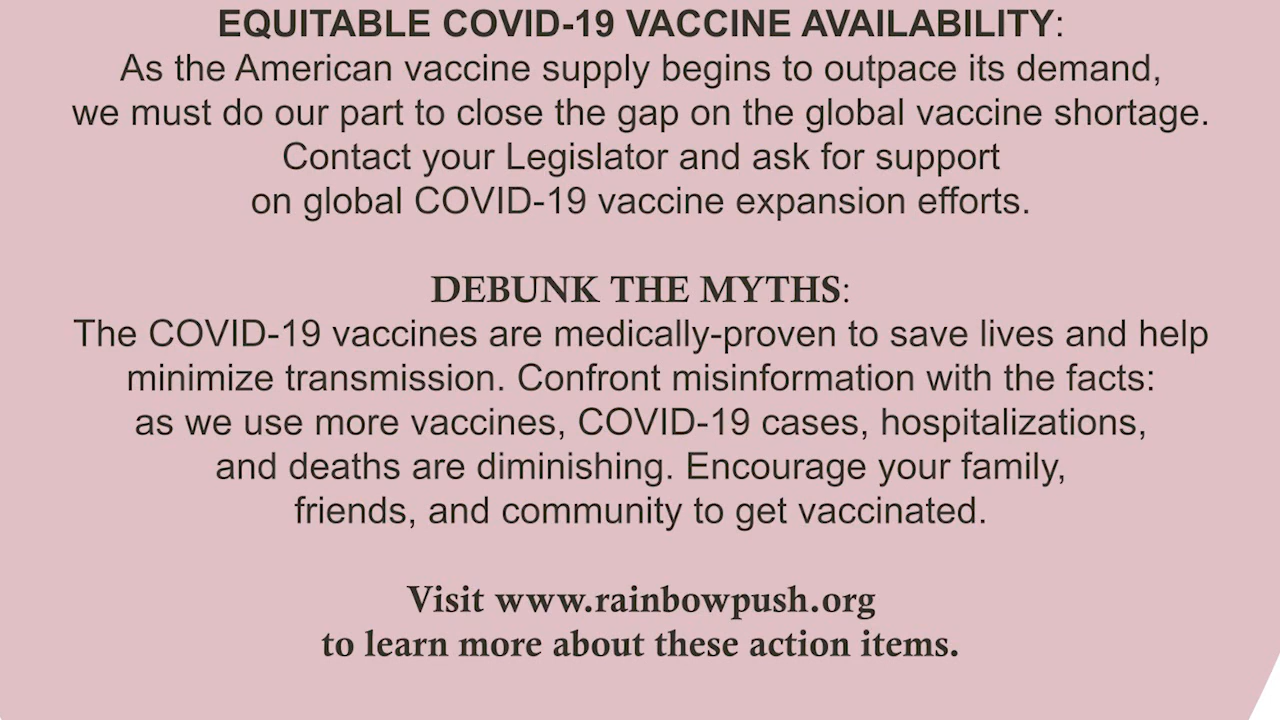 EQUITABLE COVID-19 VACCINE AVAILABILITY:
As the American vaccine supply begins to outpace its demand,
we must do our part to close the gap on the global vaccine shortage.
Contact your Legislator and ask for support
on global COVID-19 vaccine expansion efforts.
DEBUNK THE MYTHS:
The COVID-19 vaccines are medically-proven to save lives and help
minimize transmission. Confront misinformation with the facts:
as we use more vaccines, COVID-19 cases, hospitalizations,
and deaths are diminishing. Encourage your family,
friends, and community to get vaccinated.
Visit www.rainbowpush.org
to learn more about these action items.